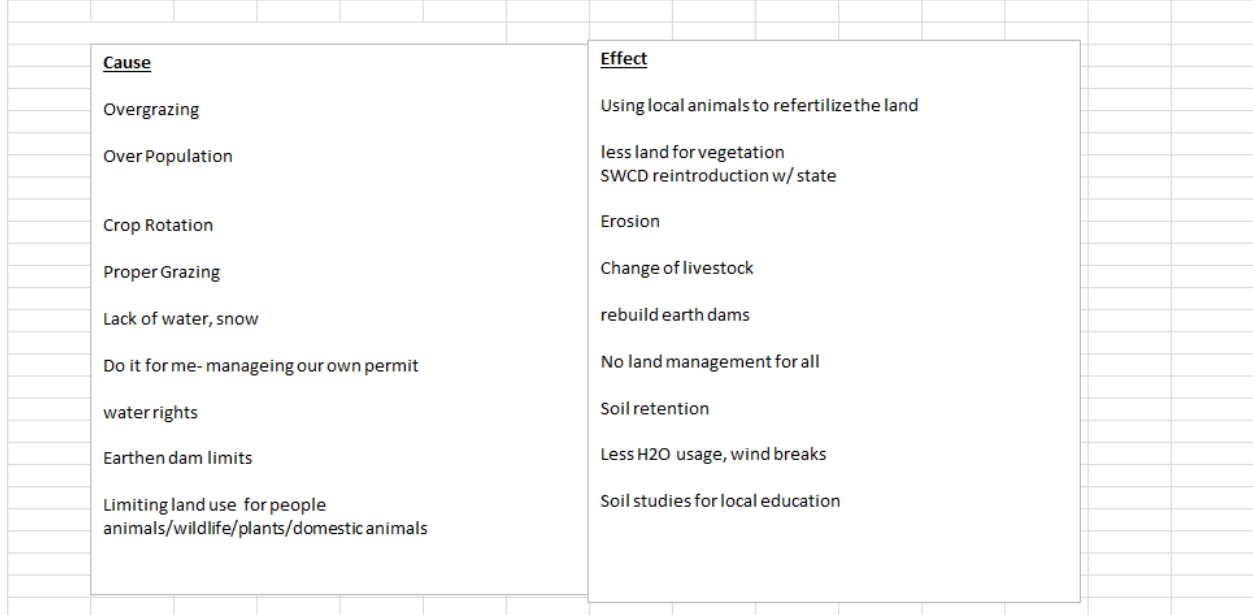 Cause
Overgrazing
Over Population
Crop Rotation
Proper Grazing
Lack of water, snow
Do it for me- manageing our own permit
water rights
Earthen dam limits
Limiting land use for people
animals/wildlife/plants/domestic animals
Effect
Using local animals to refertilize the land
less land for vegetation
SWCD reintroduction w/ state
Erosion
Change of livestock
rebuild earth dams
No land management for all
Soil retention
Less H2O usage, wind breaks
Soil studies for local education